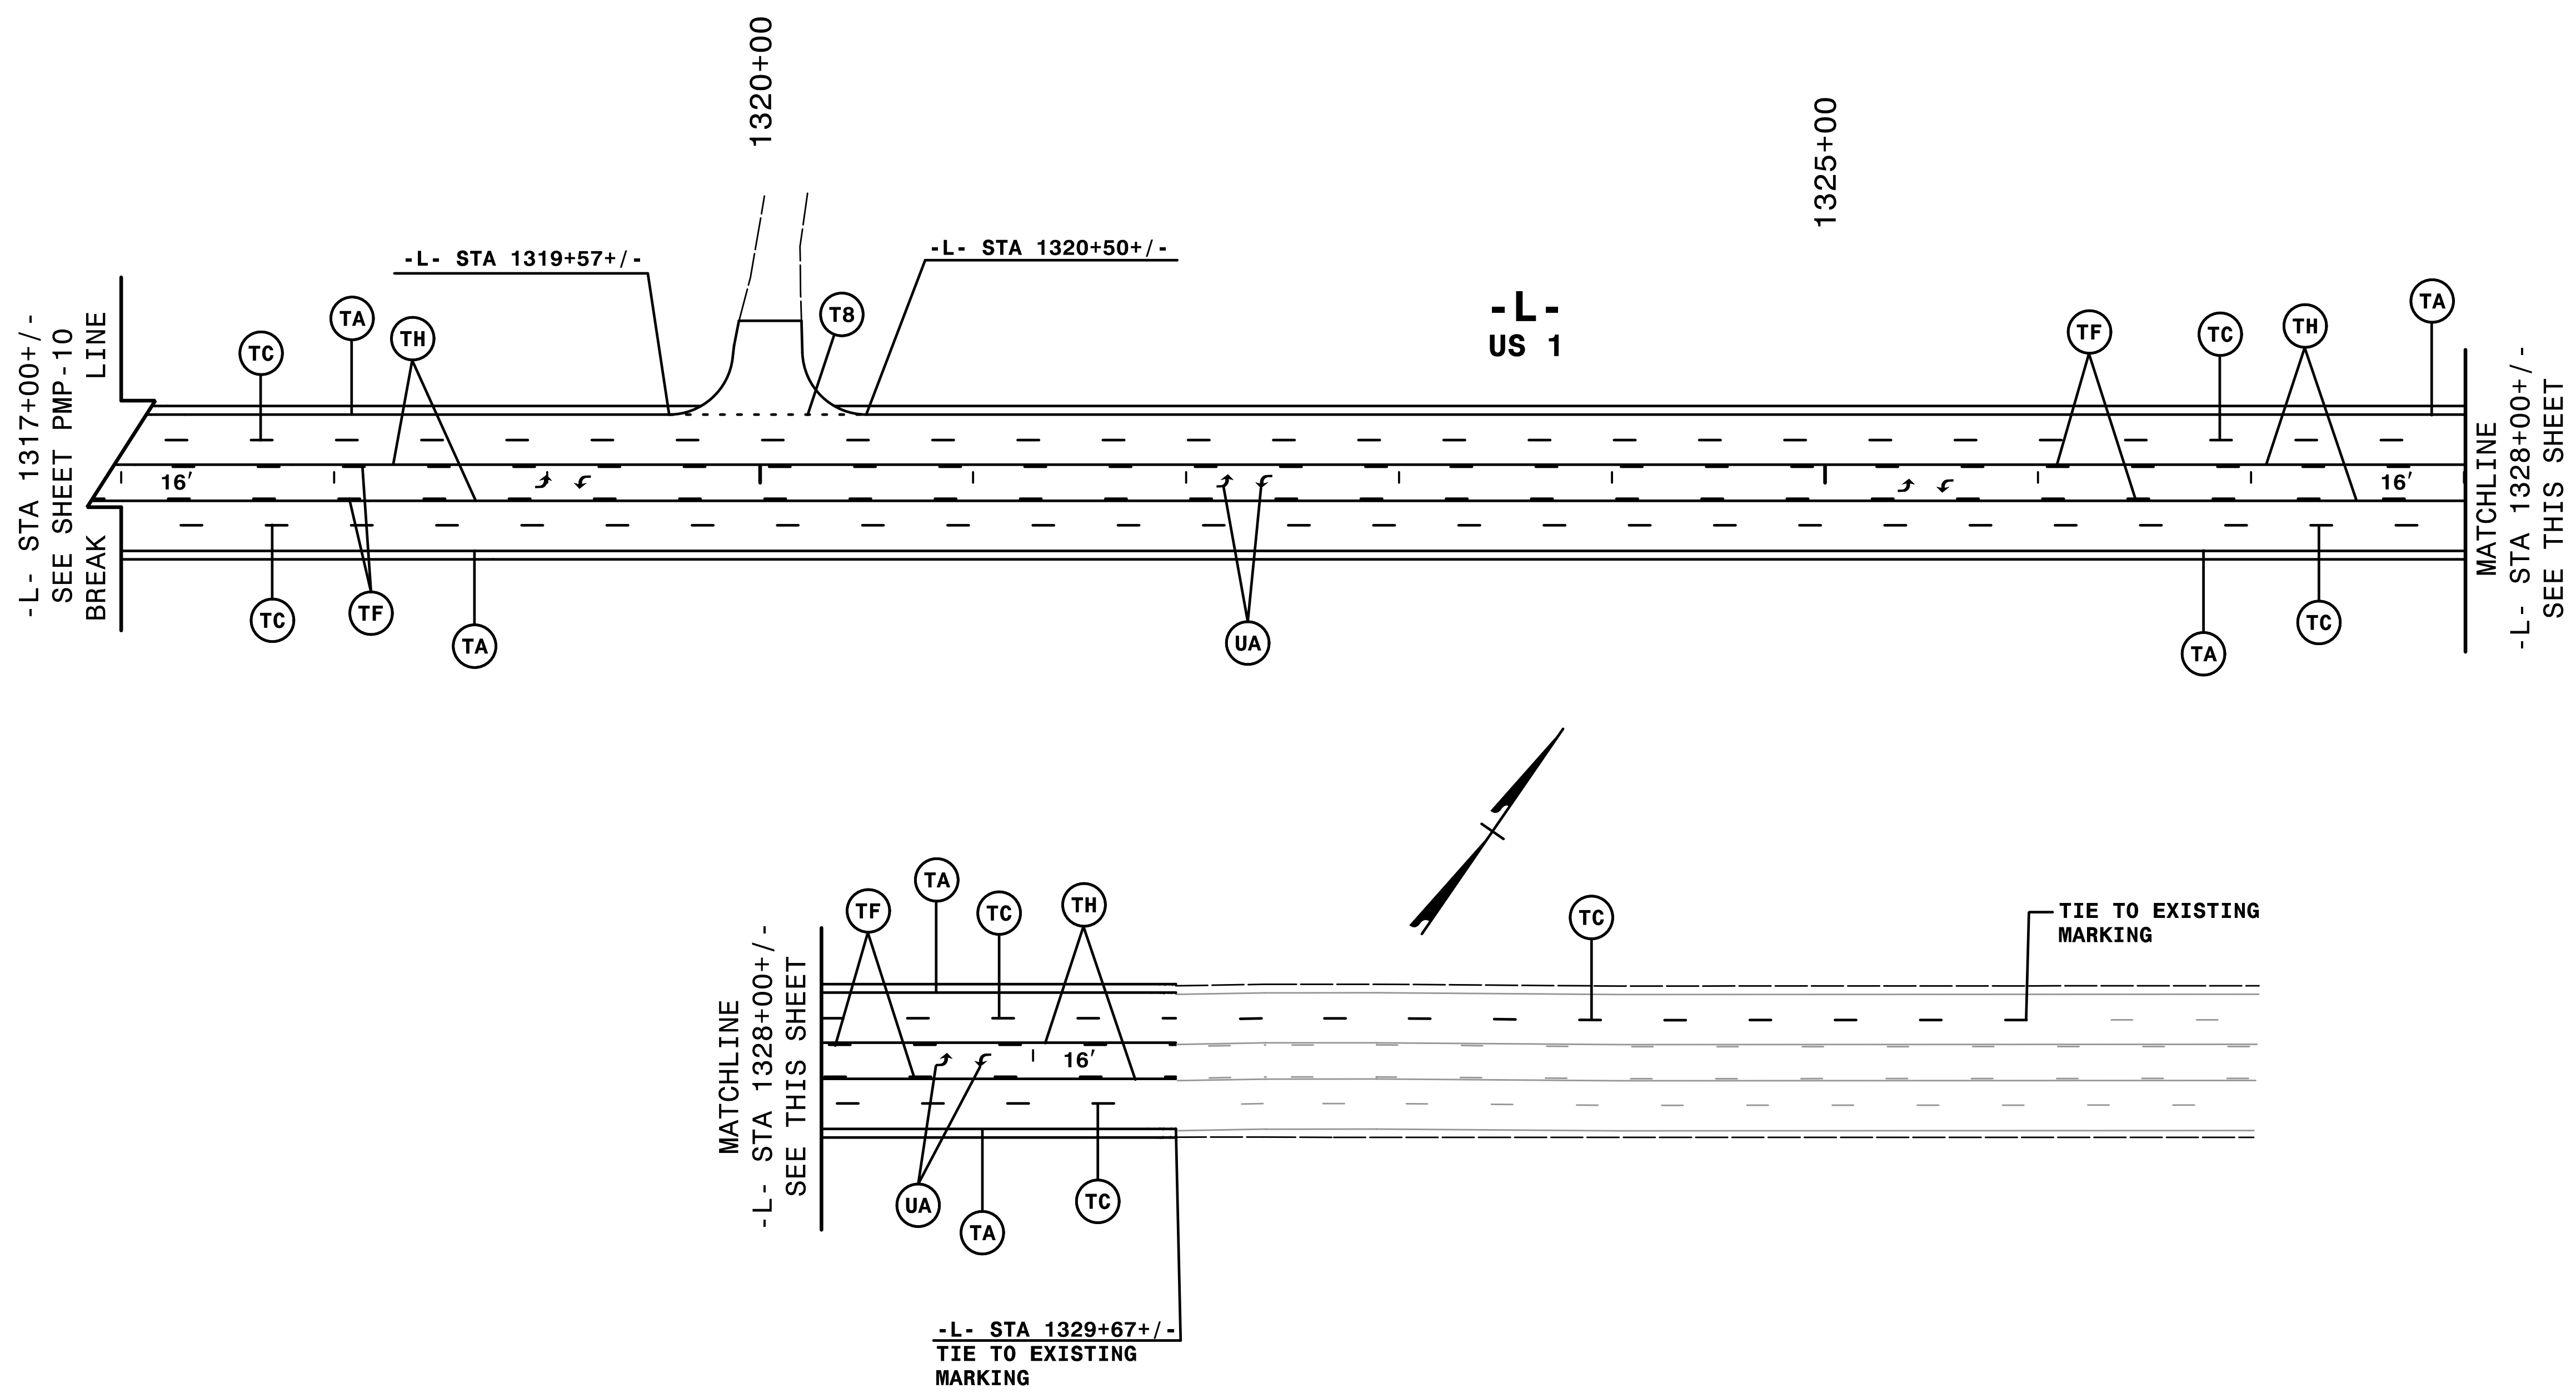 1320+00
1325+00
-L- STA 1319+57+/-
-L- STA 1320+50+/-
-L-
US 1
-L- STA 1317+00+/-
SEE SHEET PMP-10
BREAK LINE
TC
TA
TH
T8
TF
TC
TH
TA
16'
16'
MATCHLINE
-L- STA 1328+00+/-
SEE THIS SHEET
TC
TF
TA
UA
TA
TC
MATCHLINE
-L- STA 1328+00+/-
SEE THIS SHEET
TF
TA
TC
TH
TC
TIE TO EXISTING
MARKING
16'
UA
TA
TC
-L- STA 1329+67+/-
TIE TO EXISTING
MARKING